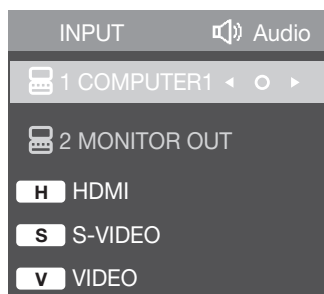 INPUT Audio
1 COMPUTER1
2 MONITOR OUT
H HDMI
S S-VIDEO
V VIDEO